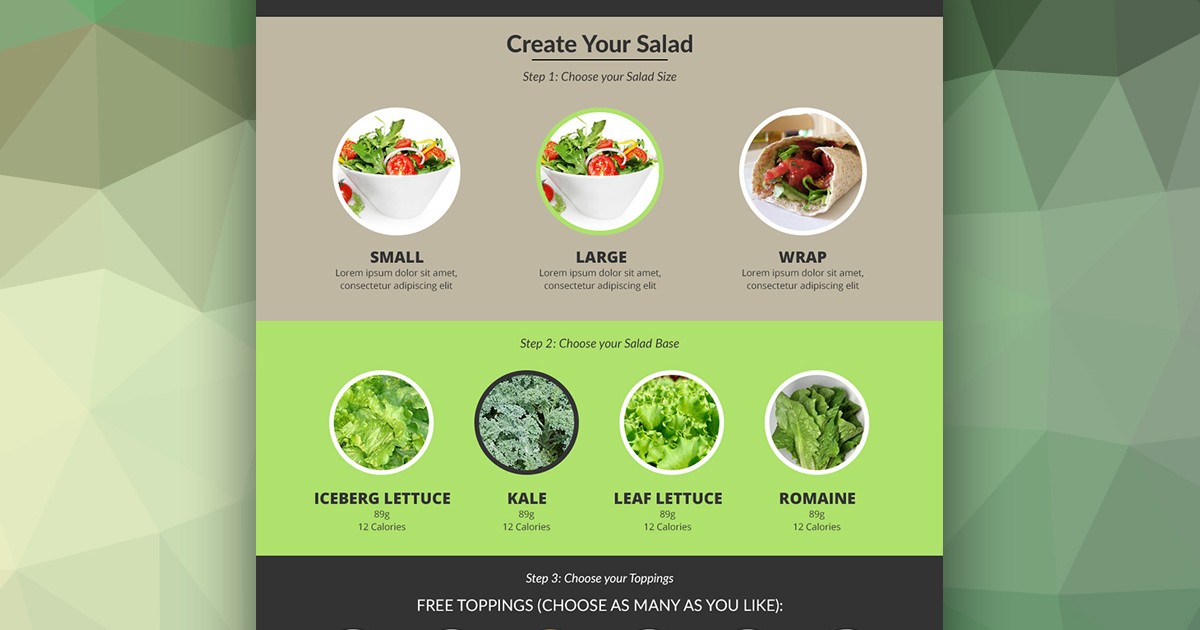 Create Your Salad
Step 1: Choose your Salad Size
SMALL
Lorem ipsum dolor sit amet,
consectetur adipiscing elit
LARGE
Lorem ipsum dolor sit amet,
consectetur adipiscing elit
WRAP
Lorem ipsum dolor sit amet,
consectetur adipiscing elit
Step 2: Choose your Salad Base
ICEBERG LETTUCE
89g
12 Calories
KALE
89g
12 Calories
LEAF LETTUCE
89g
12 Calories
ROMAINE
89g
12 Calories
Step 3: Choose your Toppings
FREE TOPPINGS (CHOOSE AS MANY AS YOU LIKE):